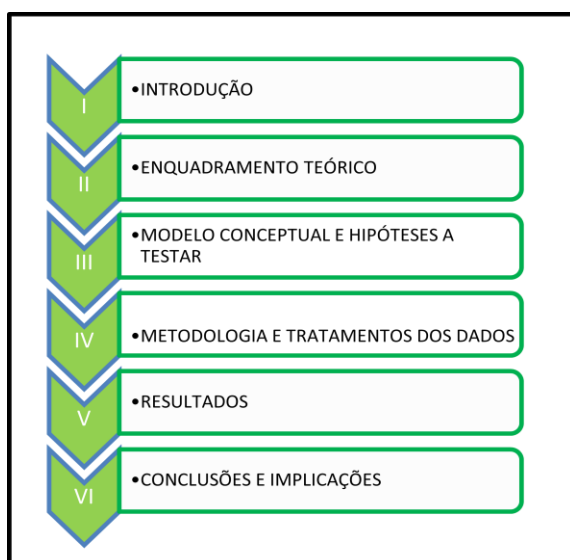 I
•INTRODUÇÃO
II
•ENQUADRAMENTO TEÓRICO
III
•MODELO CONCEPTUAL E HIPÓTESES A
TESTAR
IV
•METODOLOGIA E TRATAMENTOS DOS DADOS
V
•RESULTADOS
VI
•CONCLUSÕES E IMPLICAÇÕES